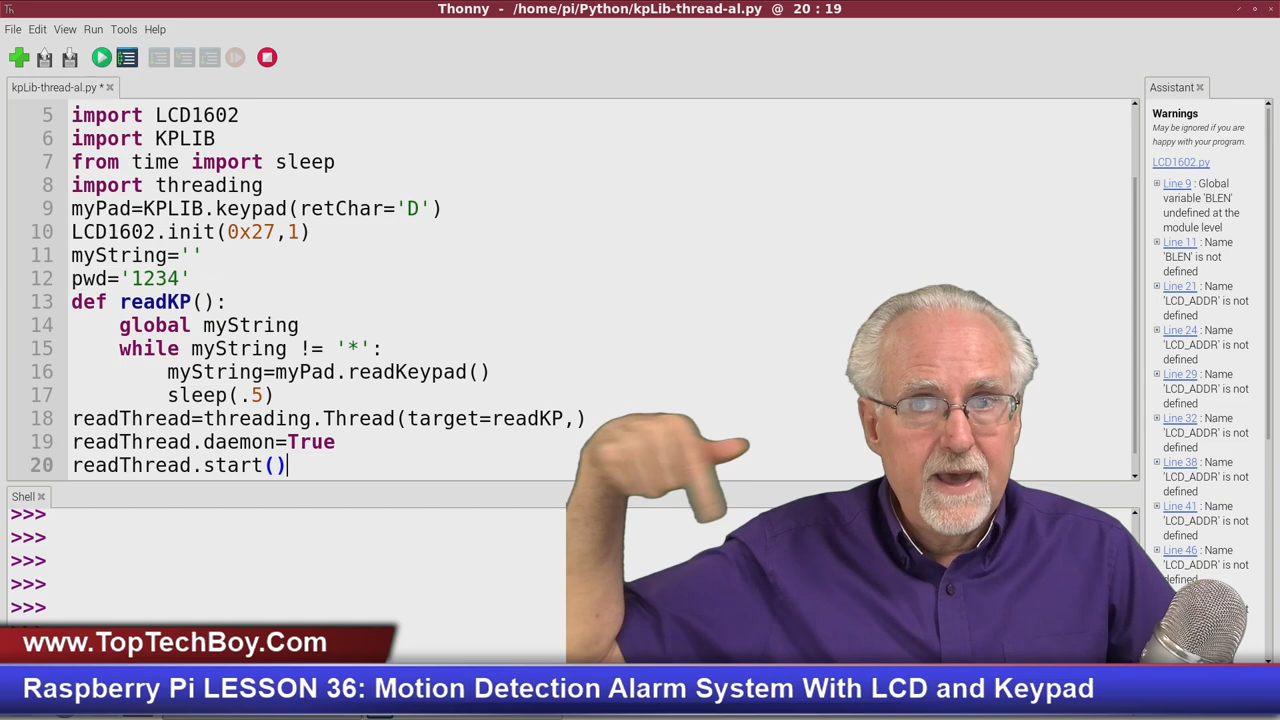 Thonny - /home/pi/Python/kpLib-thread-al.py @ 20 : 19
File Edit View Run Tools Help
kpLib-thread-al.py *
5 import LCD1602
6 import KPLIB
7 from time import sleep
8 import threading
9 myPad=KPLIB.keypad(retChar='D')
10 LCD1602.init(0x27,1)
11 myString=''
12 pwd='1234'
13 def readKP():
14     global myString
15     while myString != '*':
16         myString=myPad.readKeypad()
17         sleep(.5)
18 readThread=threading.Thread(target=readKP,)
19 readThread.daemon=True
20 readThread.start()
Shell
>>>
>>>
>>>
>>>
>>>
Assistant
Warnings
May be ignored if you are
happy with your program.
LCD1602.py
Line 9 : Global
variable 'BLEN'
undefined at the
module level
Line 11 : Name
'BLEN' is not
defined
Line 21 : Name
'LCD_ADDR' is not
defined
Line 24 : Name
'LCD_ADDR' is not
defined
Line 29 : Name
'LCD_ADDR' is not
defined
Line 32 : Name
'LCD_ADDR' is not
defined
Line 38 : Name
'LCD_ADDR' is not
defined
Line 41 : Name
'LCD_ADDR' is not
defined
Line 46 : Name
'LCD_ADDR' is not
defined
www.TopTechBoy.Com
Raspberry Pi LESSON 36: Motion Detection Alarm System With LCD and Keypad